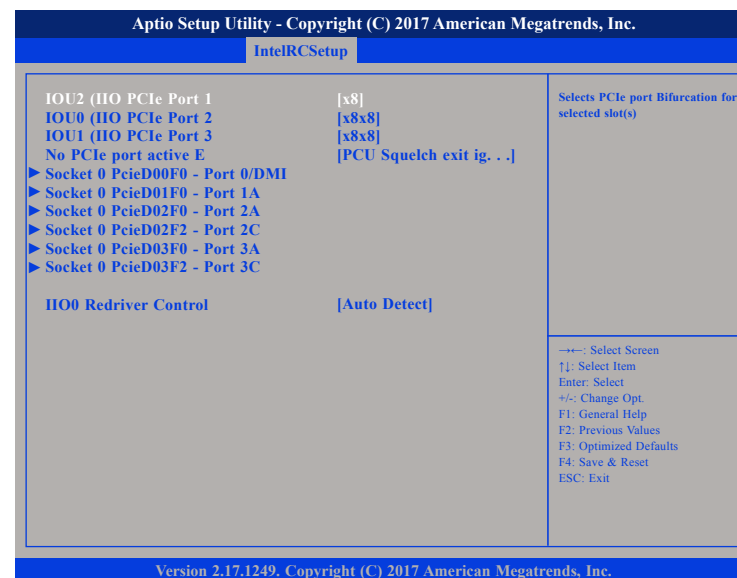 Aptio Setup Utility - Copyright (C) 2017 American Megatrends, Inc.
IntelRCSetup
IOU2 (IIO PCIe Port 1 [x8]
IOU0 (IIO PCIe Port 2 [x8x8]
IOU1 (IIO PCIe Port 3 [x8x8]
No PCIe port active E [PCU Squelch exit ig. . .]
► Socket 0 PcieD00F0 - Port 0/DMI
► Socket 0 PcieD01F0 - Port 1A
► Socket 0 PcieD02F0 - Port 2A
► Socket 0 PcieD02F2 - Port 2C
► Socket 0 PcieD03F0 - Port 3A
► Socket 0 PcieD03F2 - Port 3C
IIO0 Redriver Control [Auto Detect]
Selects PCIe port Bifurcation for
selected slot(s)
→←: Select Screen
↑↓: Select Item
Enter: Select
+/-: Change Opt.
F1: General Help
F2: Previous Values
F3: Optimized Defaults
F4: Save & Reset
ESC: Exit
Version 2.17.1249. Copyright (C) 2017 American Megatrends, Inc.